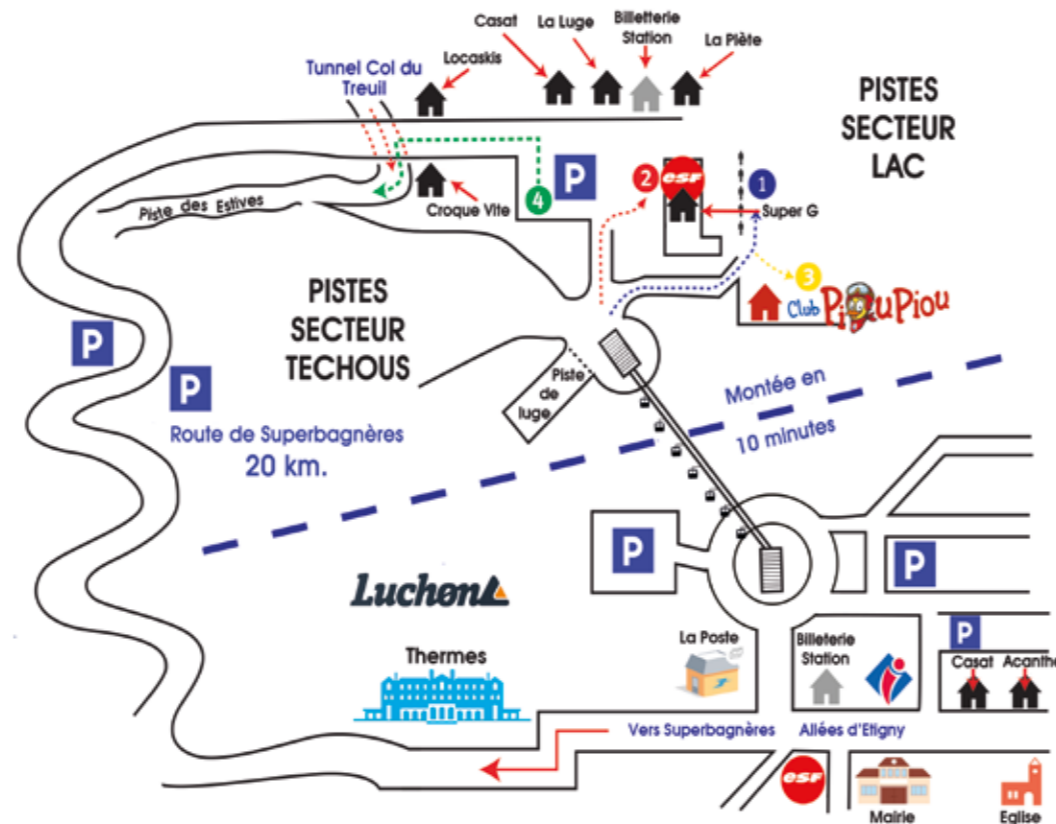 Casat
La Luge
Billetterie
Station
La Plète
Locaskis
Tunnel Col du
Treuil
PISTES
SECTEUR
LAC
P
esf
2
1
4
Super G
Croque Vite
Piste des Estives
3
Club PiouPiou
PISTES
SECTEUR
TECHOUS
P
P
Piste
de
luge
Montée en
10 minutes
Route de Superbagnères
20 km.
P
P
Luchon
La Poste
Billeterie
Station
P
Casat
Acanthe
Thermes
Vers Superbagnères
Allées d'Etigny
esf
Mairie
Eglise